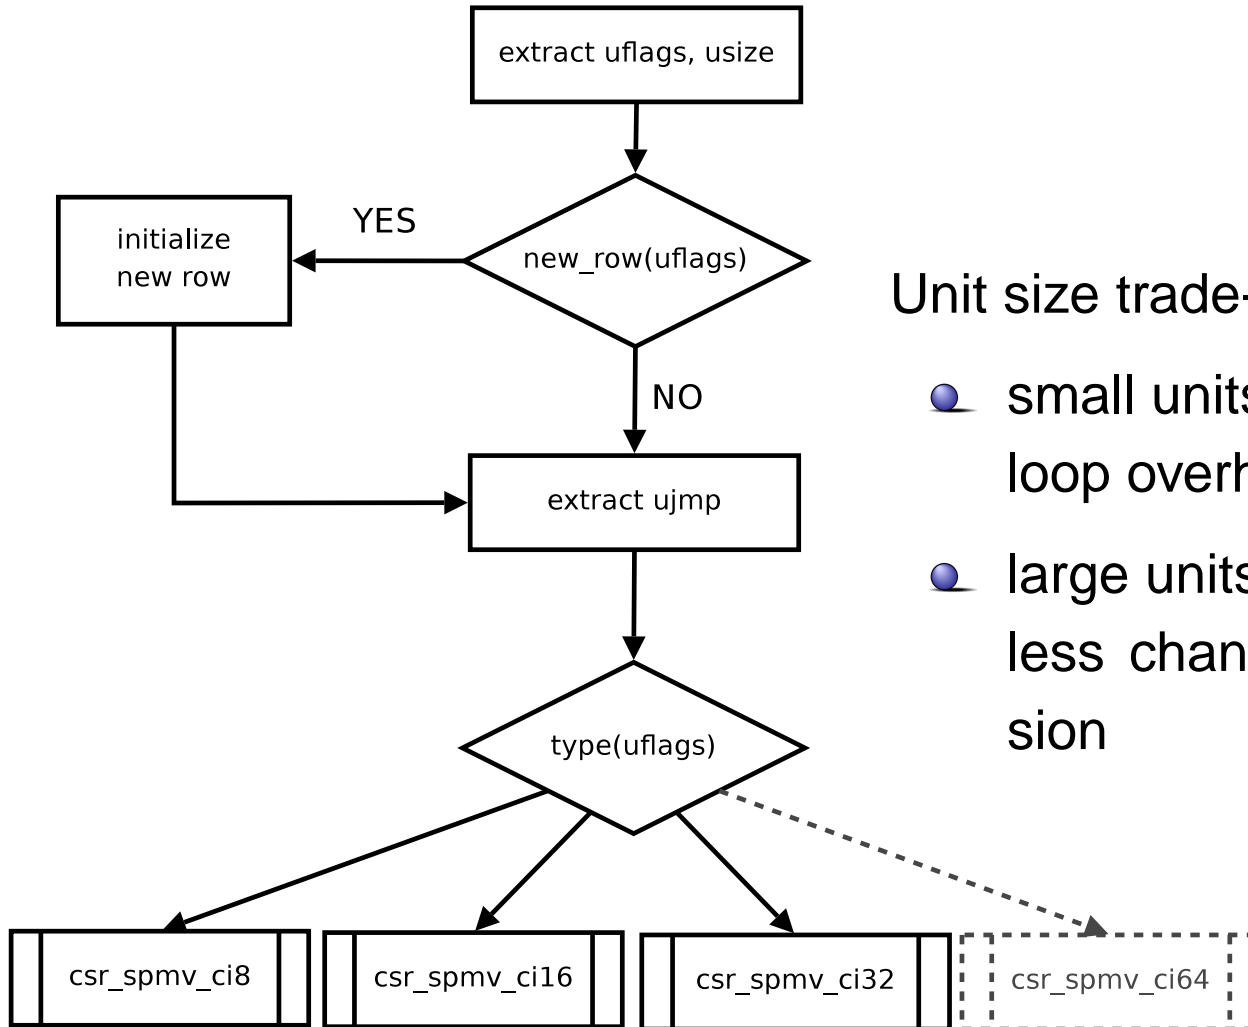 extract uflags, usize
YES
initialize
new row
new_row(uflags)
NO
extract ujmp
type(uflags)
csr_spmv_ci8
csr_spmv_ci16
csr_spmv_ci32
csr_spmv_ci64
Unit size trade-
small units
loop overh
large units
less chan
sion